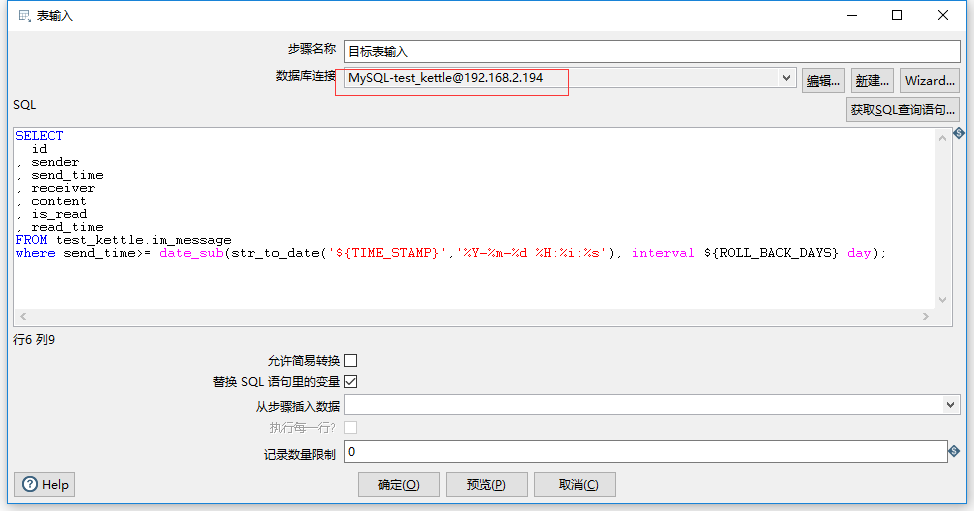 表输入
步骤名称 目标表输入
数据库连接 MySQL-test_kettle@192.168.2.194 编辑... 新建... Wizard...
SQL 获取SQL查询语句...
SELECT
id
, sender
, send_time
, receiver
, content
, is_read
, read_time
FROM test_kettle.im_message
where send_time>= date_sub(str_to_date('${TIME_STAMP}','%Y-%m-%d %H:%i:%s'), interval ${ROLL_BACK_DAYS} day);
行6 列9
允许简易转换
替换 SQL 语句里的变量
从步骤插入数据
执行每一行?
记录数量限制 0
Help 确定(O) 预览(P) 取消(C)